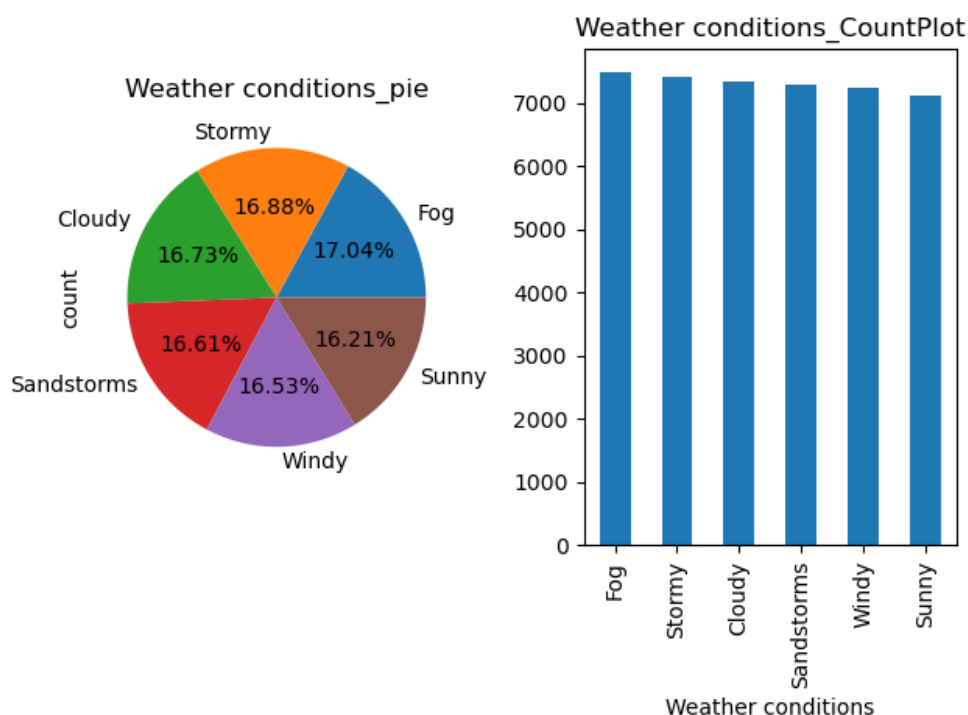 Weather conditions_pie
Stormy
Cloudy
Fog
16.88%
16.73%
17.04%
count
16.61%
16.53%
16.21%
Sandstorms
Sunny
Windy
Weather conditions_CountPlot
7000
6000
5000
4000
3000
2000
1000
0
Fog
Stormy
Cloudy
Sandstorms
Windy
Sunny
Weather conditions